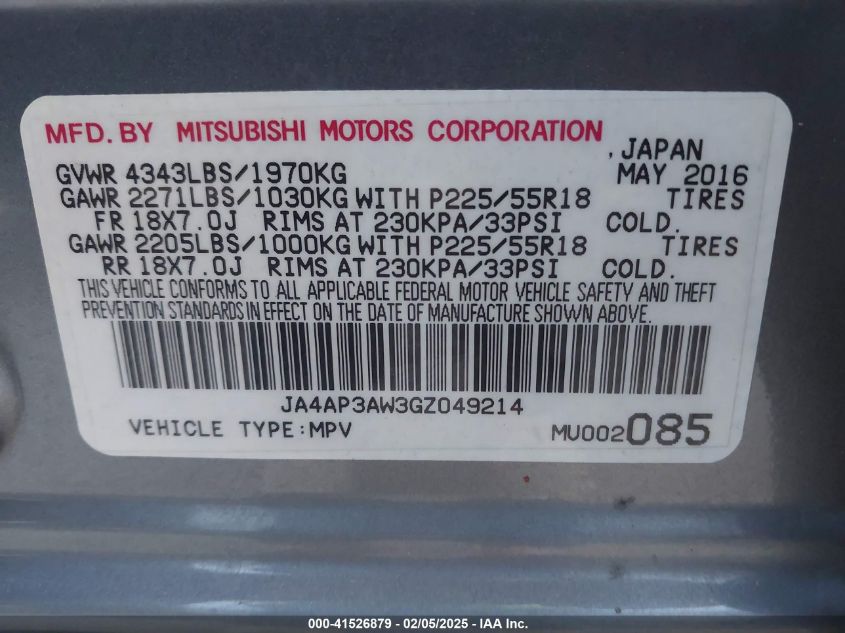 MFD. BY MITSUBISHI MOTORS CORPORATION
, JAPAN
GVWR 4343LBS/1970KG MAY 2016
GAWR 2271LBS/1030KG WITH P225/55R18 TIRES
FR 18X7.0J RIMS AT 230KPA/33PSI COLD.
GAWR 2205LBS/1000KG WITH P225/55R18 TIRES
RR 18X7.0J RIMS AT 230KPA/33PSI COLD.
THIS VEHICLE CONFORMS TO ALL APPLICABLE FEDERAL MOTOR VEHICLE SAFETY AND THEFT
PREVENTION STANDARDS IN EFFECT ON THE DATE OF MANUFACTURE SHOWN ABOVE.
JA4AP3AW3GZ049214
VEHICLE TYPE:MPV MU002085
000-41526879 - 02/05/2025 - IAA Inc.